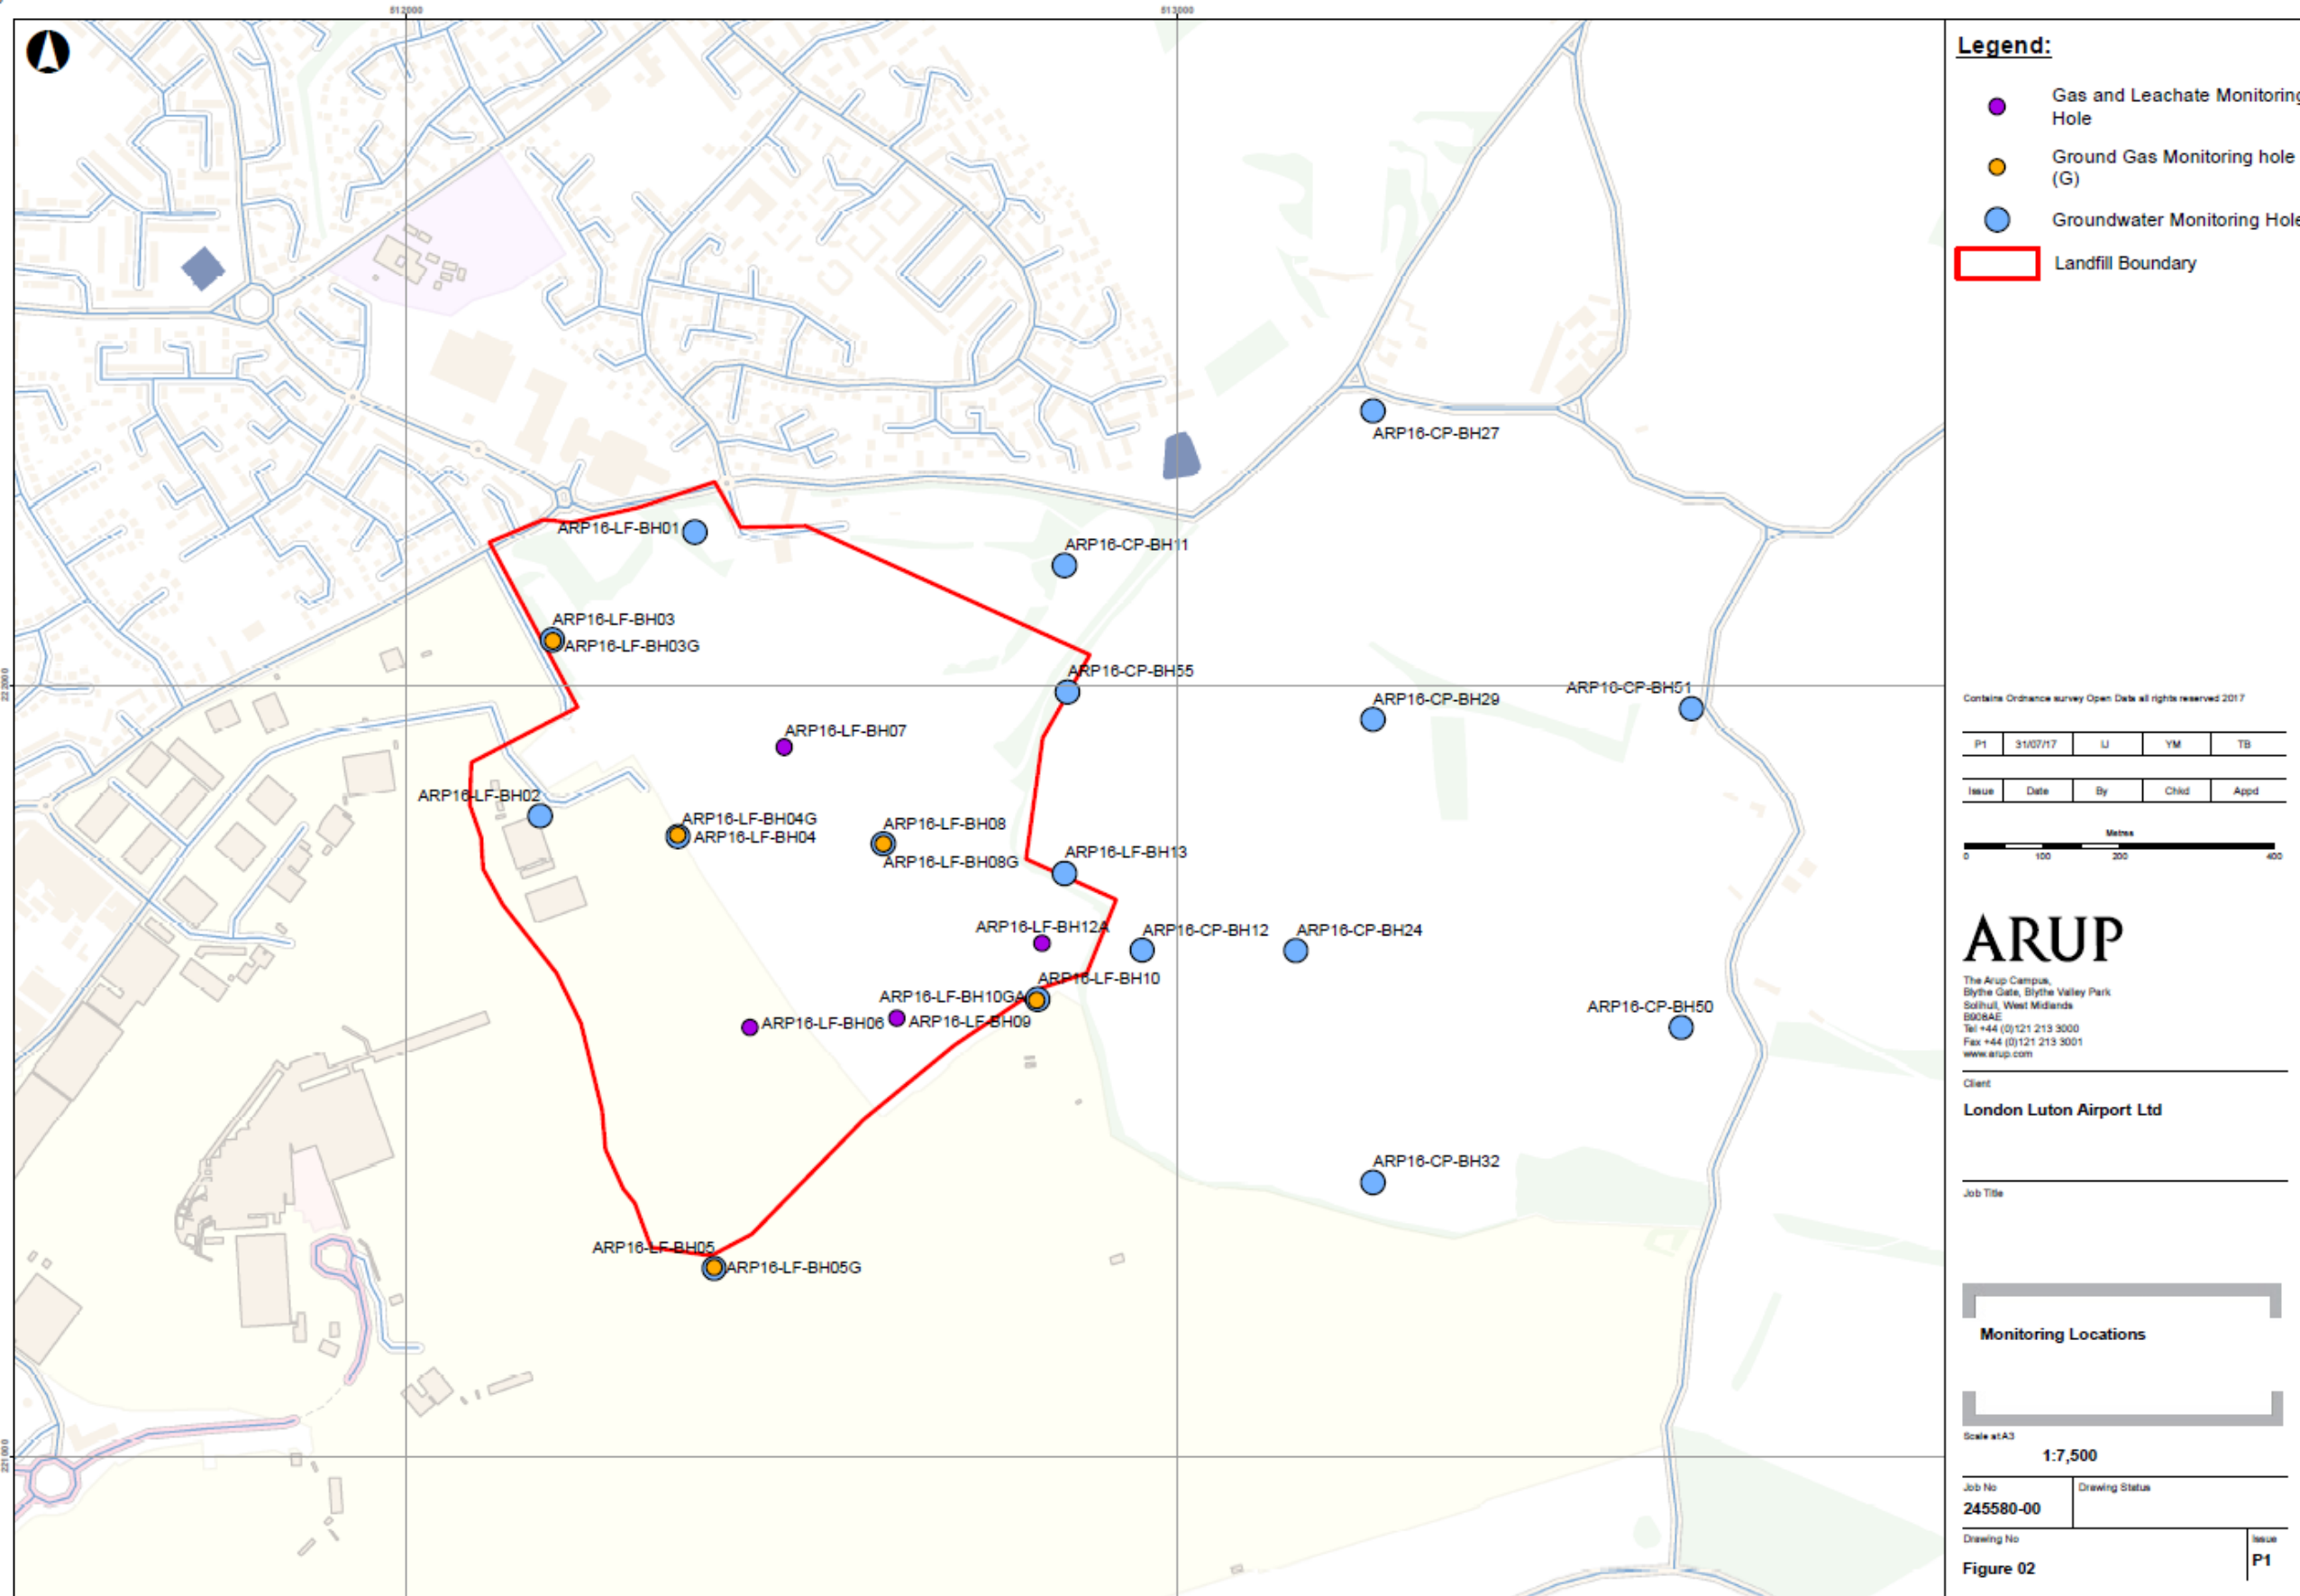 512000
513000
Legend:
Gas and Leachate Monitoring
Hole
Ground Gas Monitoring hole
(G)
Groundwater Monitoring Hole
Landfill Boundary
ARP16-CP-BH27
ARP16-LF-BH01
ARP16-CP-BH11
ARP16-LF-BH03
ARP16-LF-BH03G
222000
ARP16-CP-BH55
ARP16-CP-BH29
ARP16-CP-BH51
ARP16-LF-BH07
ARP16-LF-BH02
ARP16-LF-BH04G
ARP16-LF-BH04
ARP16-LF-BH08
ARP16-LF-BH08G
ARP16-LF-BH13
ARP16-LF-BH12A
ARP16-CP-BH12
ARP16-CP-BH24
ARP16-LF-BH10
ARP16-LF-BH10GA
ARP16-LF-BH06
ARP16-LF-BH09
ARP16-CP-BH50
ARP16-CP-BH32
ARP16-LF-BH05
ARP16-LF-BH05G
221000
Contains Ordnance survey Open Data all rights reserved 2017
P1 31/07/17 IJ YM TB
Issue Date By Chkd Appd
Metres
0 100 200 400
ARUP
The Arup Campus,
Blythe Gate, Blythe Valley Park
Solihull, West Midlands
B908AE
Tel +44 (0)121 213 3000
Fax +44 (0)121 213 3001
www.arup.com
Client
London Luton Airport Ltd
Job Title
Monitoring Locations
Scale at A3
1:7,500
Job No
245580-00
Drawing Status
Drawing No
Figure 02
Issue
P1